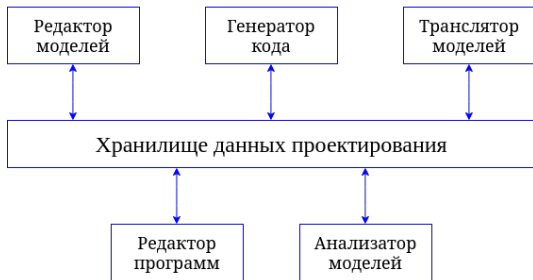 Редактор
моделей
Генератор
кода
Транслятор
моделей
Хранилище данных проектирования
Редактор
программ
Анализатор
моделей